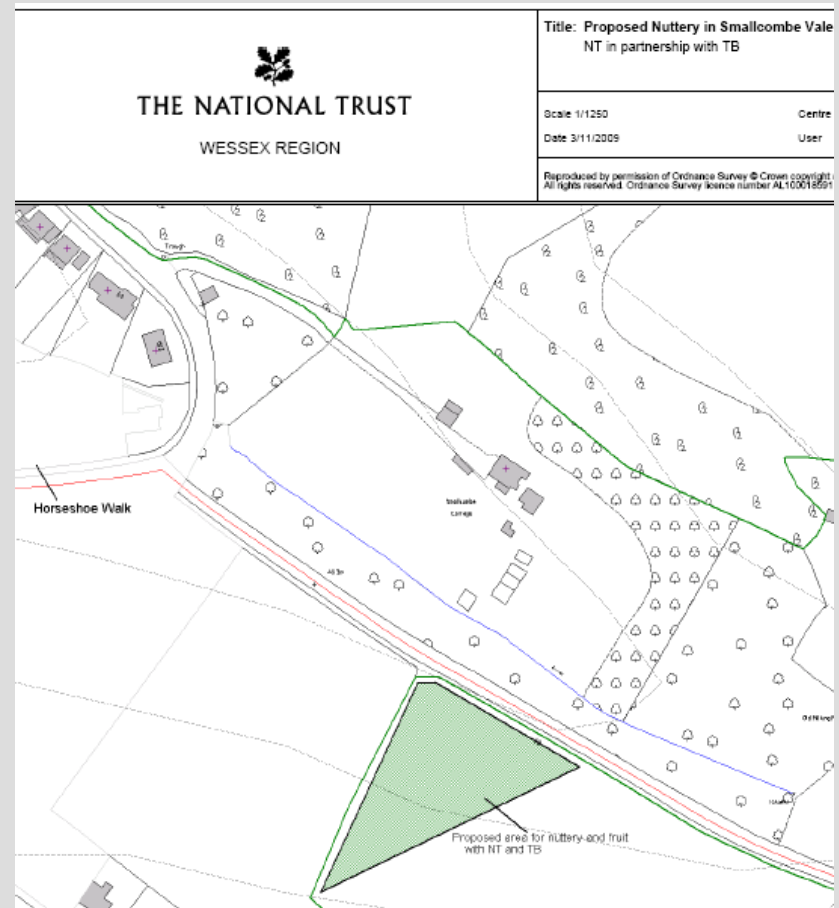 Title: Proposed Nuttery in Smallcombe Vale
NT in partnership with TB
THE NATIONAL TRUST
WESSEX REGION
Scale 1/1250
Centre
Date 3/11/2009
User
Reproduced by permission of Ordnance Survey © Crown copyright
All rights reserved. Ordnance Survey licence number AL100018591
Trough
Horseshoe Walk
Cottage
Proposed area for nuttery and fruit
with NT and TB